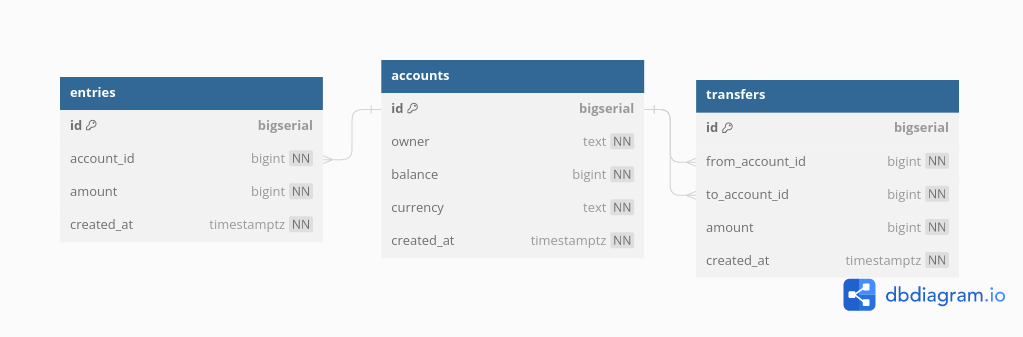 entries
id bigserial
account_id bigint NN
amount bigint NN
created_at timestamptz NN
accounts
id bigserial
owner text NN
balance bigint NN
currency text NN
created_at timestamptz NN
transfers
id bigserial
from_account_id bigint NN
to_account_id bigint NN
amount bigint NN
created_at timestamptz NN
dbdiagram.io